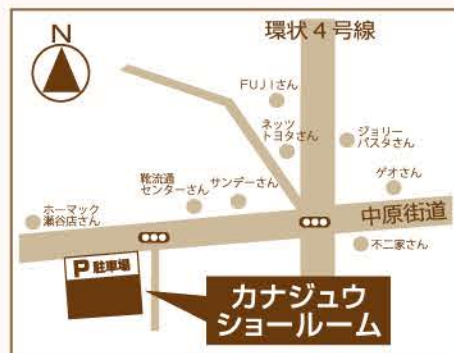 N
環状4号線
FUJIさん
ネッツ
トヨタさん
ジョリー
パスタさん
ゲオさん
靴流通
センターさん
サンデーさん
ホーマック
瀬谷店さん
中原街道
不二家さん
P 駐車場
カナジュウ
ショールーム